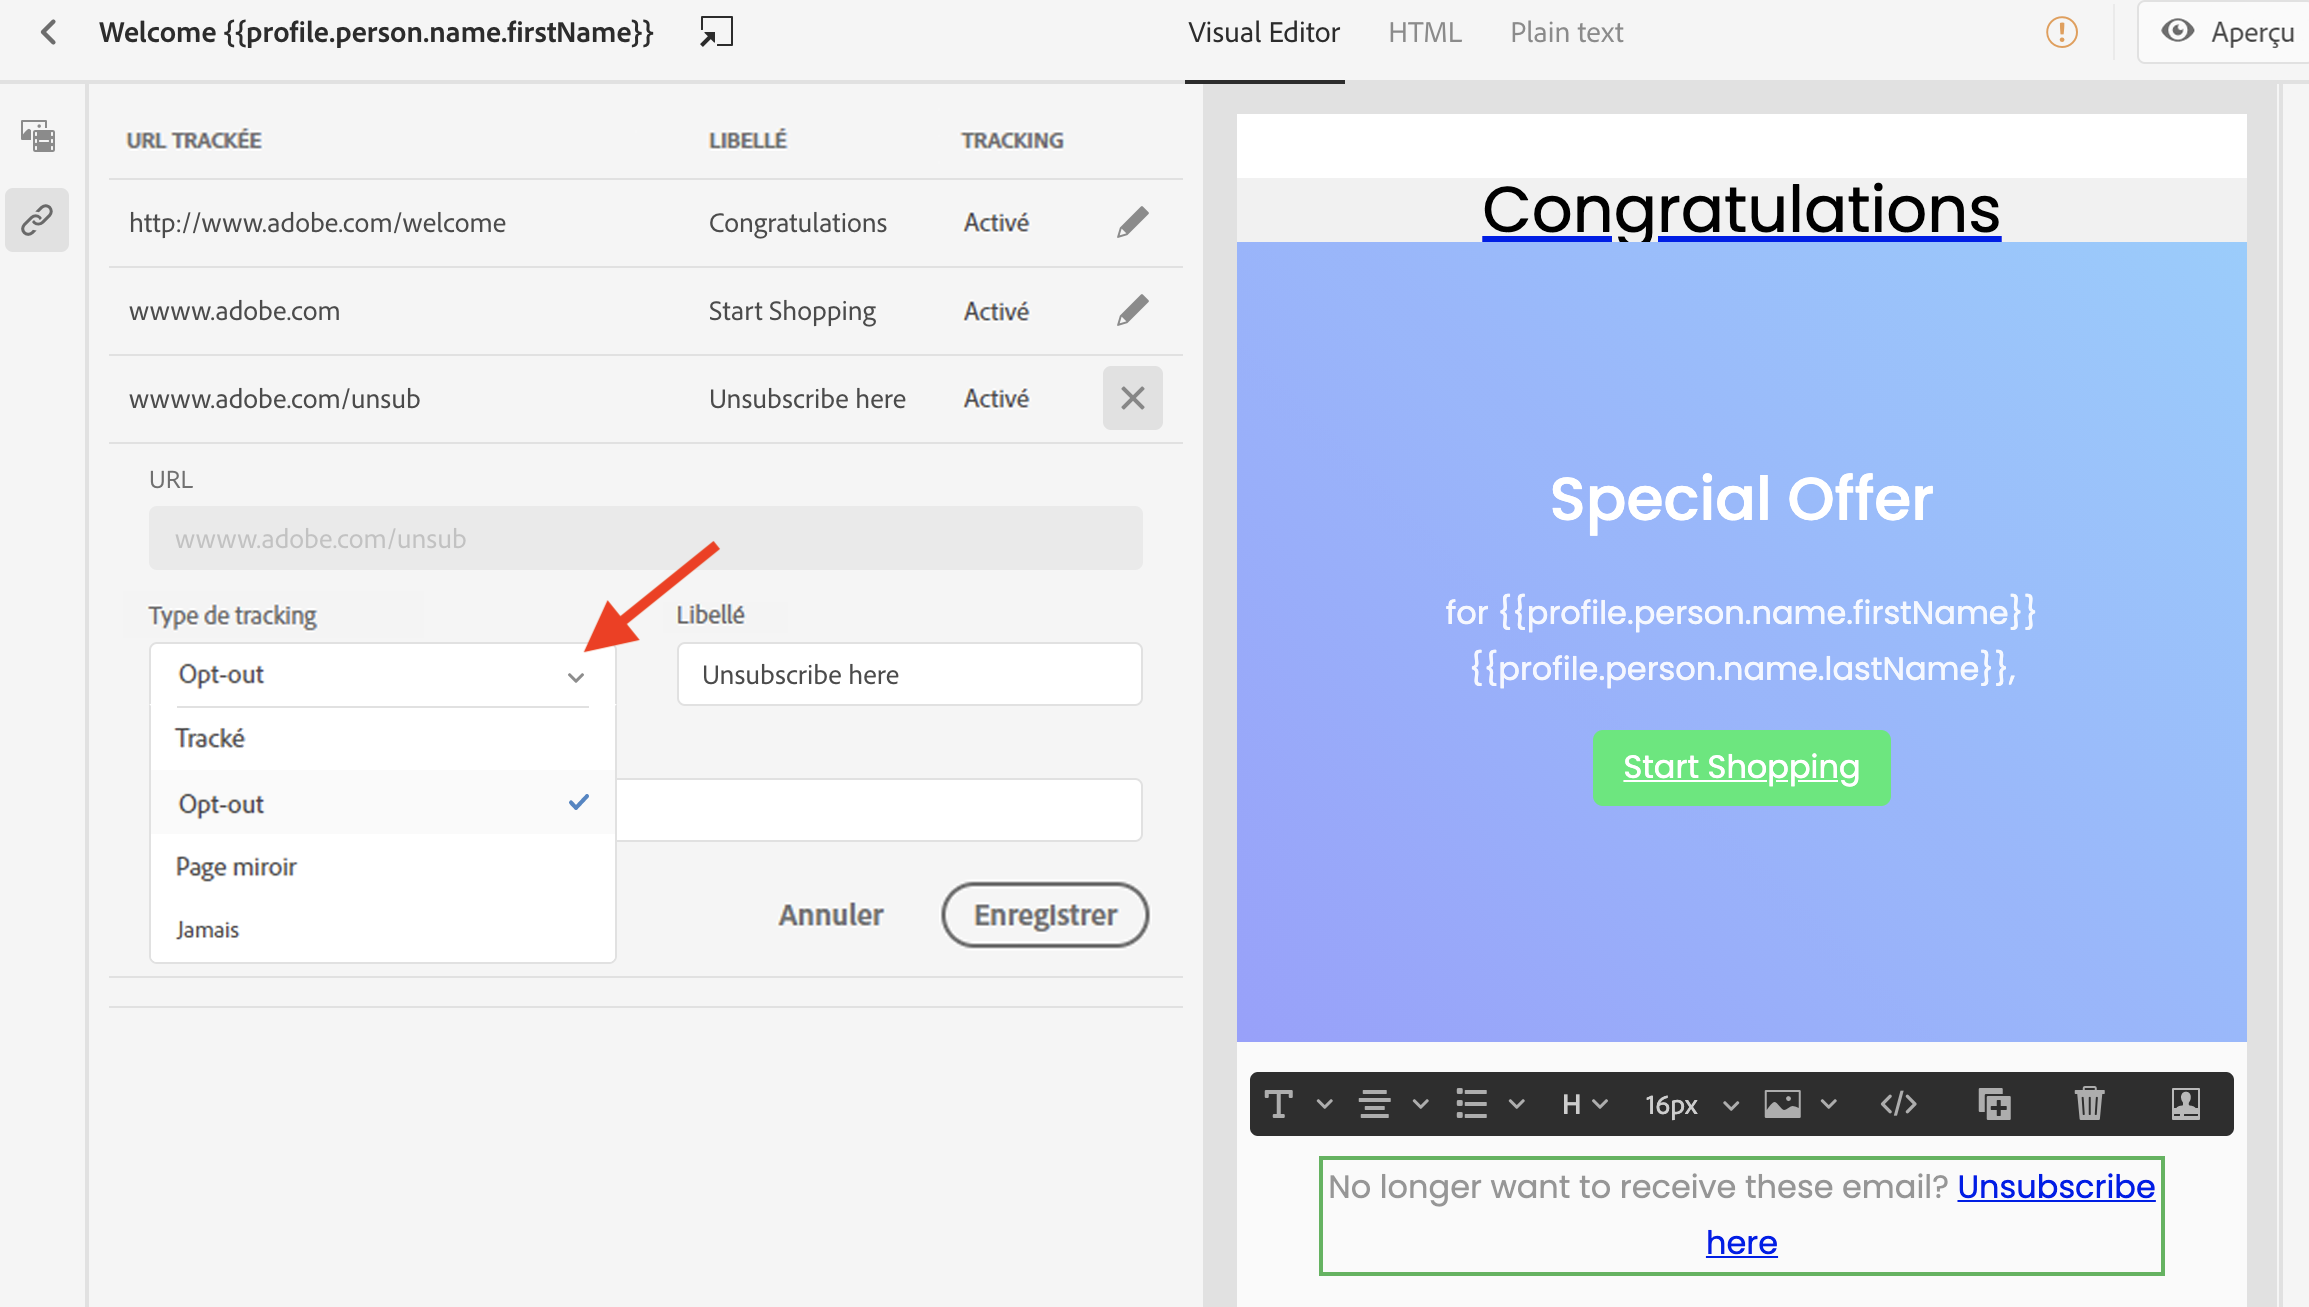 Welcome {{profile.person.name.firstName}}
Visual Editor
HTML
Plain text
Aperçu
URL TRACKÉE
LIBELLÉ
TRACKING
http://www.adobe.com/welcome
Congratulations
Activé
wwww.adobe.com
Start Shopping
Activé
wwww.adobe.com/unsub
Unsubscribe here
Activé
URL
wwww.adobe.com/unsub
Type de tracking
Libellé
Opt-out
Unsubscribe here
Tracké
Opt-out
Page miroir
Jamais
Annuler
Enregistrer
Congratulations
Special Offer
for {{profile.person.name.firstName}}
{{profile.person.name.lastName}},
Start Shopping
H
16px
No longer want to receive these email? Unsubscribe
here